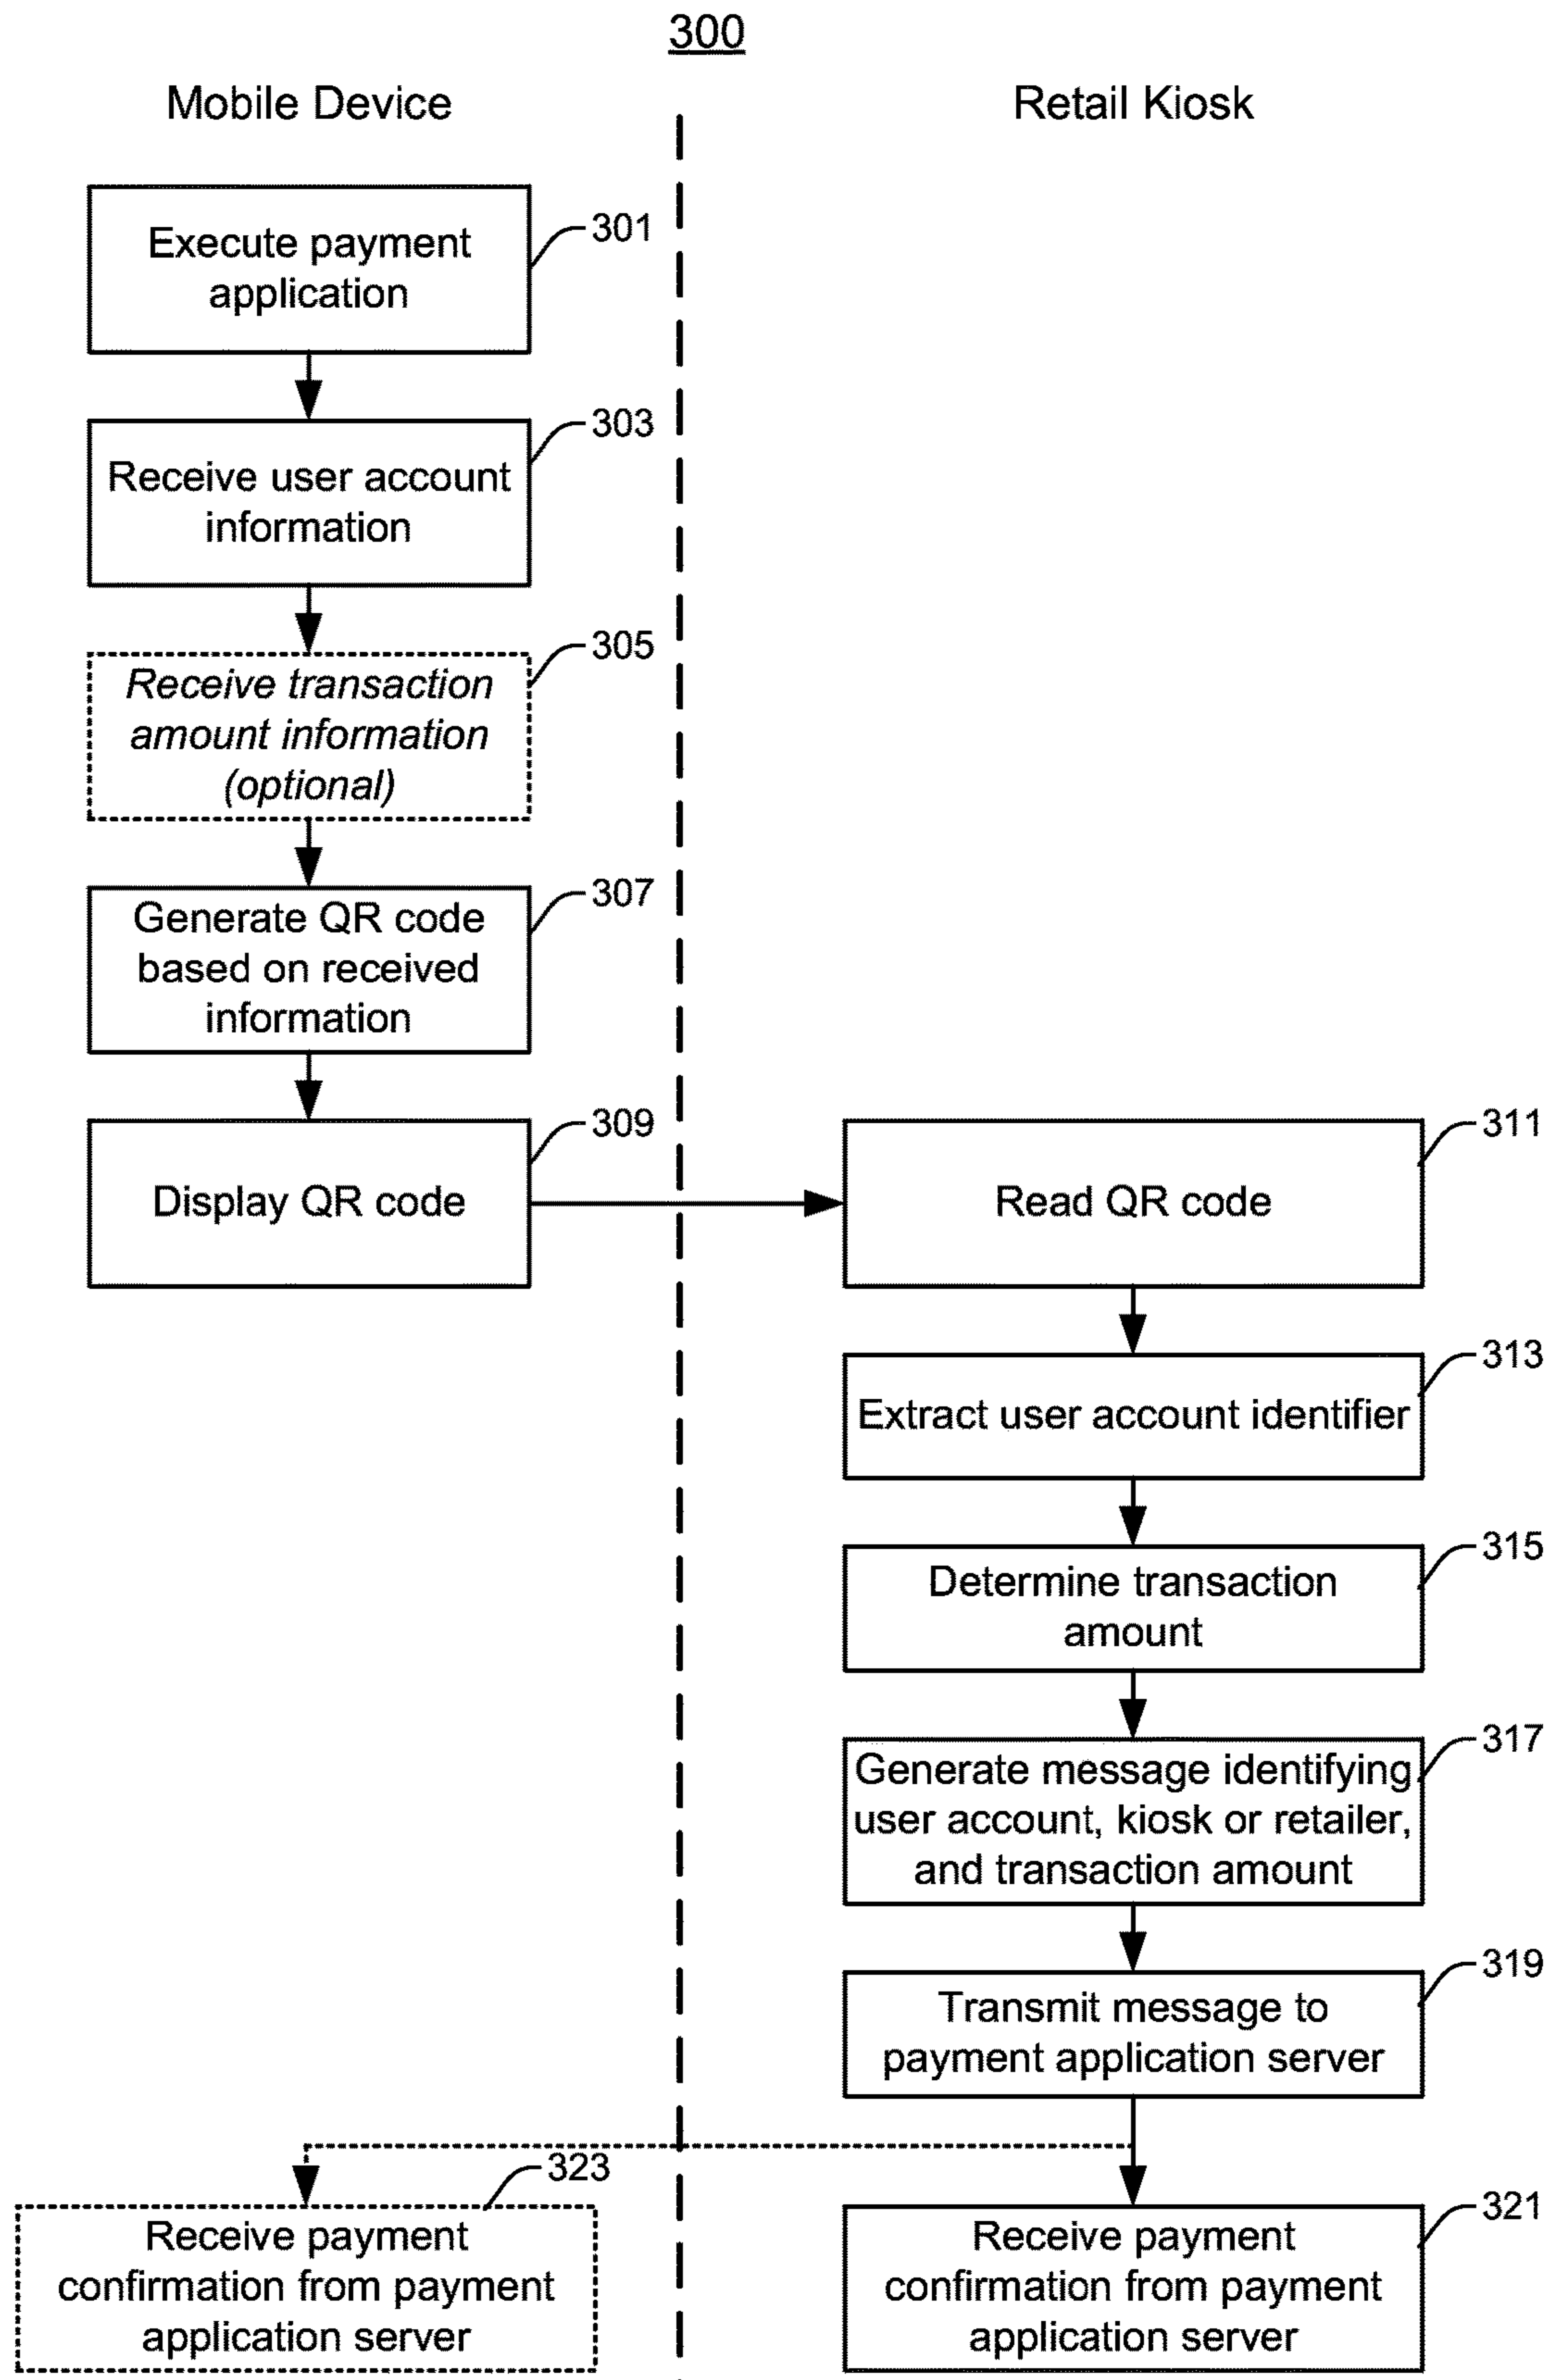 300
Mobile Device
Retail Kiosk
Execute payment
application
301
Receive user account
information
303
Receive transaction
amount information
(optional)
305
Generate QR code
based on received
information
307
Display QR code
309
Read QR code
311
Extract user account identifier
313
Determine transaction
amount
315
Generate message identifying
user account, kiosk or retailer,
and transaction amount
317
Transmit message to
payment application server
319
Receive payment
confirmation from payment
application server
323
Receive payment
confirmation from payment
application server
321